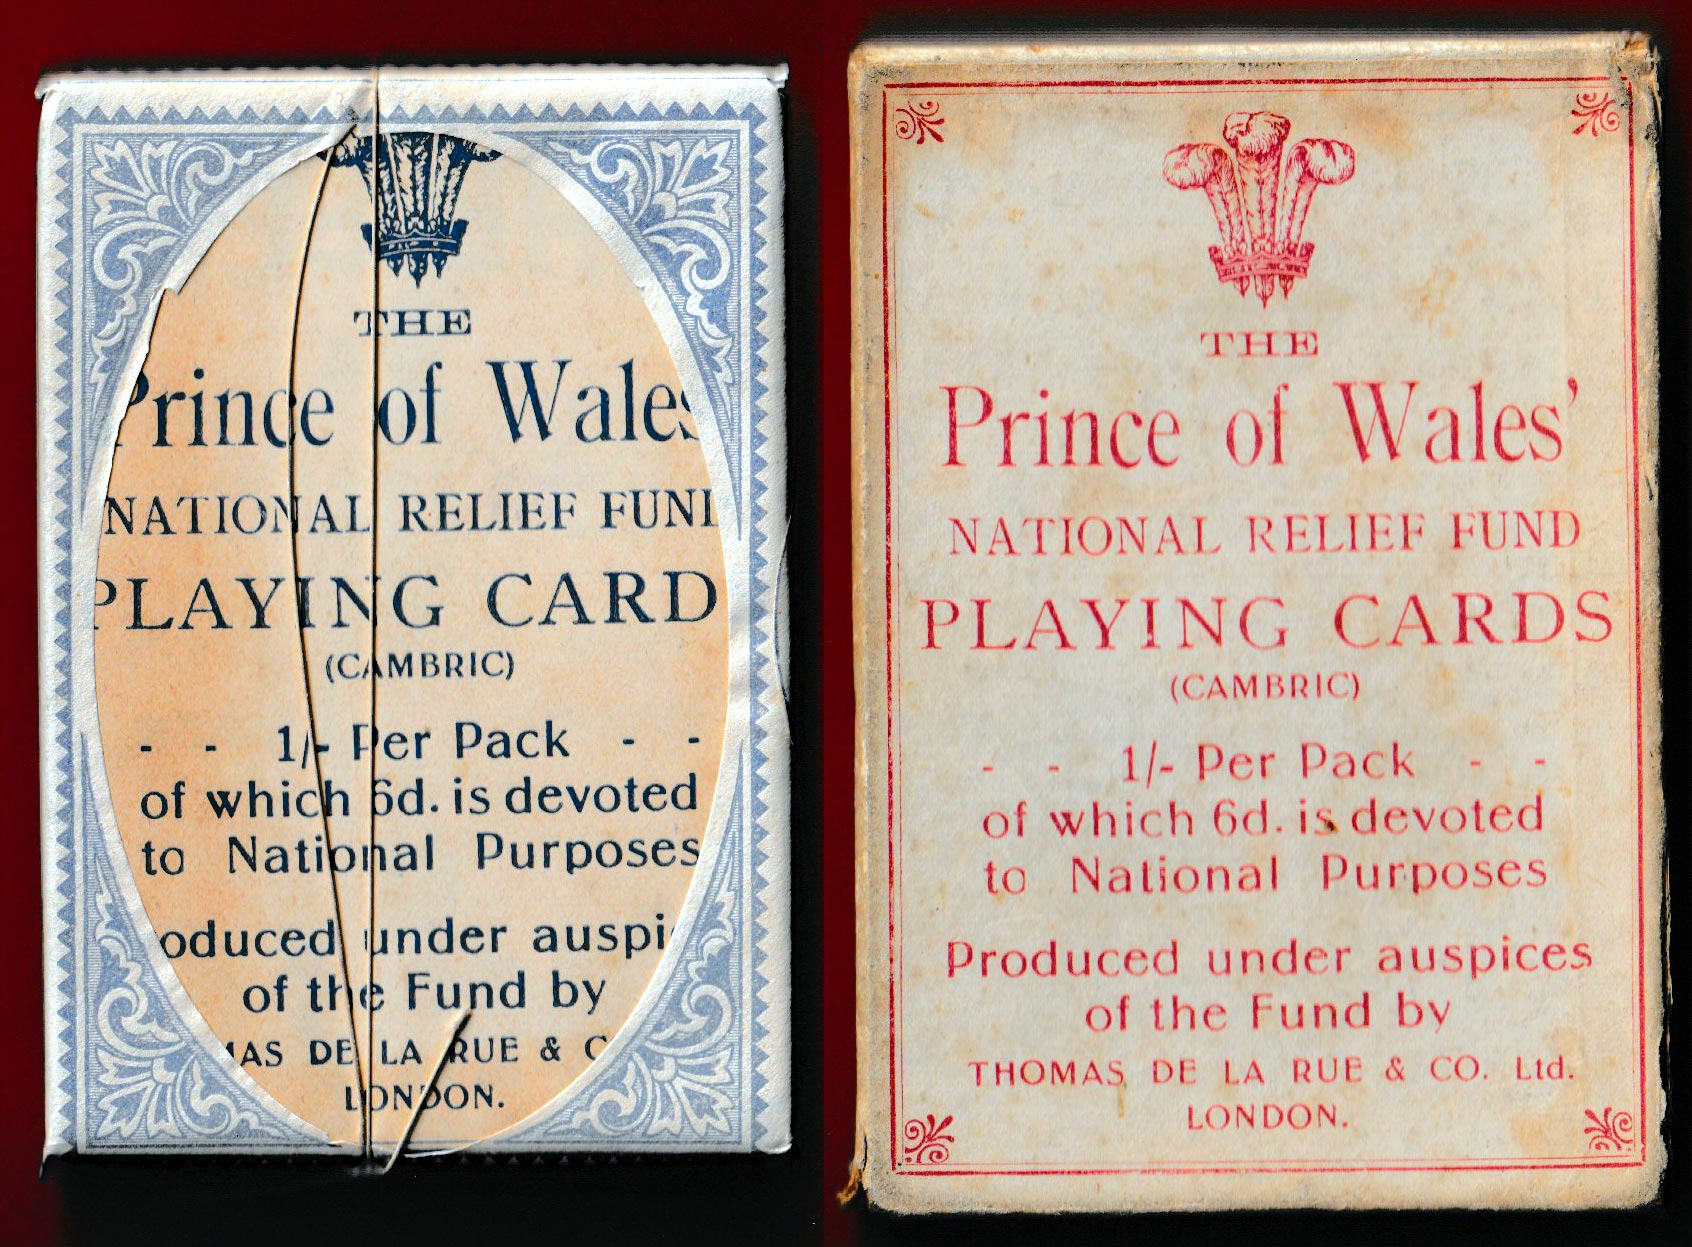 THE
Prince of Wales
NATIONAL RELIEF FUND
PLAYING CARD
(CAMBRIC)
- - 1/- Per Pack - -
of which 6d. is devoted
to National Purposes
oduced under auspi
of the Fund by
MAS DE LA RUE & C
LONDON.
THE
Prince of Wales'
NATIONAL RELIEF FUND
PLAYING CARDS
(CAMBRIC)
- - 1/- Per Pack - -
of which 6d. is devoted
to National Purposes
Produced under auspices
of the Fund by
THOMAS DE LA RUE & CO. Ltd.
LONDON.